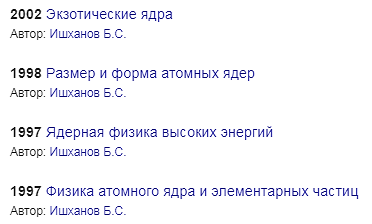 2002 Экзотические ядра
Автор: Ишханов Б.С.
1998 Размер и форма атомных ядер
Автор: Ишханов Б.С.
1997 Ядерная физика высоких энергий
Автор: Ишханов Б.С.
1997 Физика атомного ядра и элементарных частиц
Автор: Ишханов Б.С.